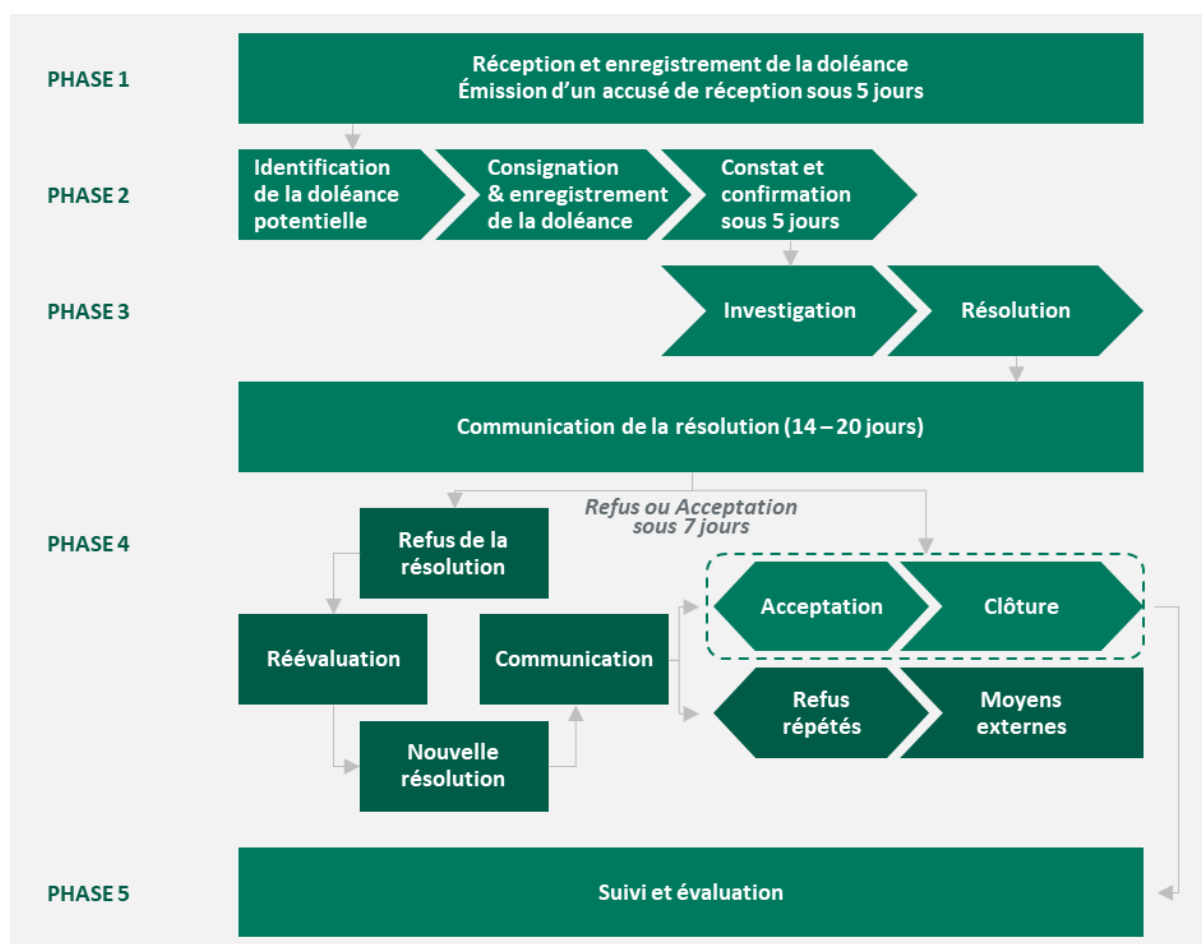 PHASE 1
Réception et enregistrement de la doléance
Émission d'un accusé de réception sous 5 jours
PHASE 2
Identification
de la doléance
potentielle
Consignation
& enregistrement
de la doléance
Constat et
confirmation
sous 5 jours
PHASE 3
Investigation
Résolution
Communication de la résolution (14 – 20 jours)
Refus ou Acceptation
sous 7 jours
PHASE 4
Refus de la
résolution
Réévaluation
Nouvelle
résolution
Communication
Acceptation
Clôture
Refus
répétés
Moyens
externes
PHASE 5
Suivi et évaluation